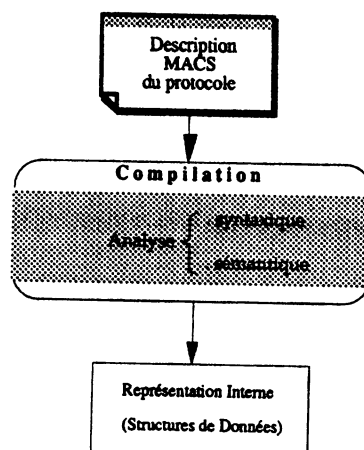 Description
MACS
du protocole
Compilation
. syntaxique
Analyse
. sémantique
Représentation Interne
(Structures de Données)